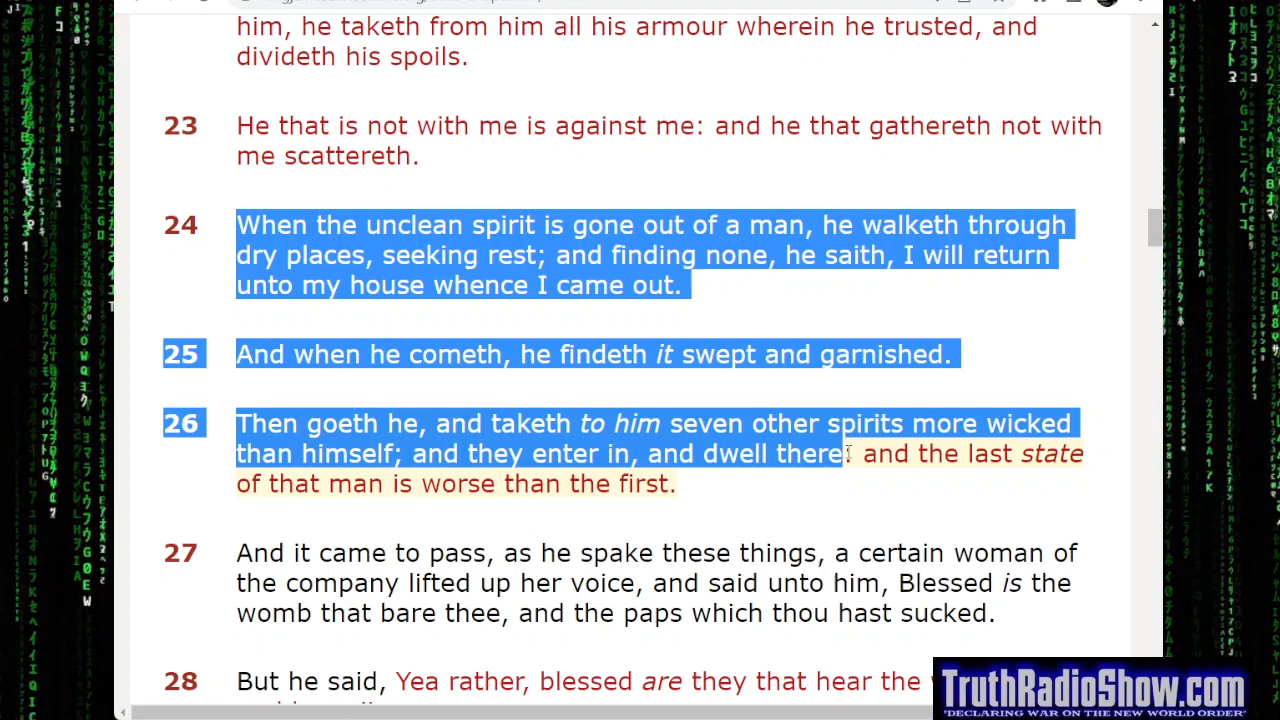 him, he taketh from him all his armour wherein he trusted, and
divideth his spoils.
23 He that is not with me is against me: and he that gathereth not with
me scattereth.
24 When the unclean spirit is gone out of a man, he walketh through
dry places, seeking rest; and finding none, he saith, I will return
unto my house whence I came out.
25 And when he cometh, he findeth it swept and garnished.
26 Then goeth he, and taketh to him seven other spirits more wicked
than himself; and they enter in, and dwell there: and the last state
of that man is worse than the first.
27 And it came to pass, as he spake these things, a certain woman of
the company lifted up her voice, and said unto him, Blessed is the
womb that bare thee, and the paps which thou hast sucked.
28 But he said, Yea rather, blessed are they that hear the
TruthRadioShow.com
"DECLARING WAR ON THE NEW WORLD ORDER"